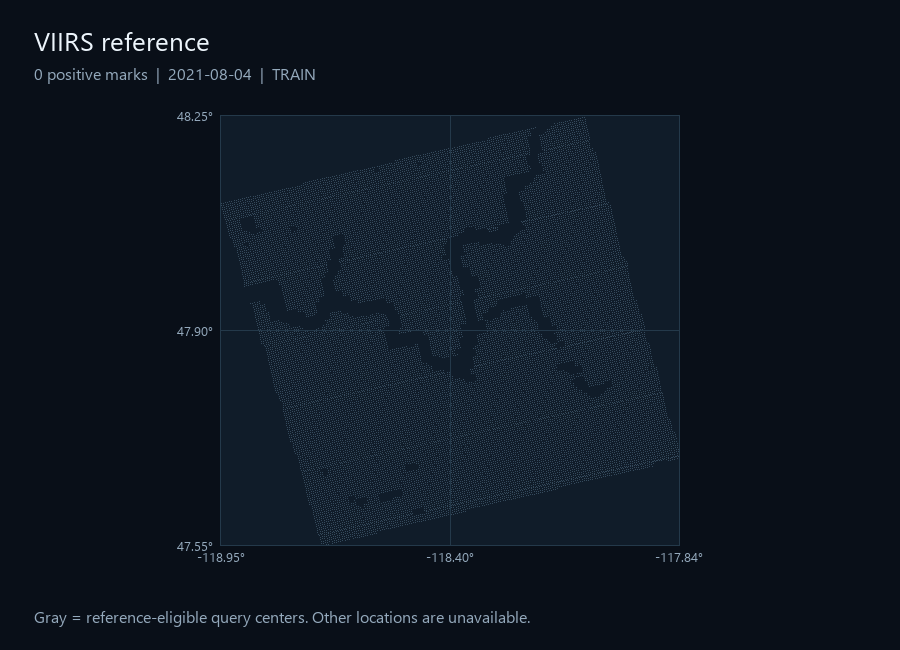 VIIRS reference
0 positive marks | 2021-08-04 | TRAIN
48.25°
47.90°
47.55°
-118.95°
-118.40°
-117.84°
Gray = reference-eligible query centers. Other locations are unavailable.